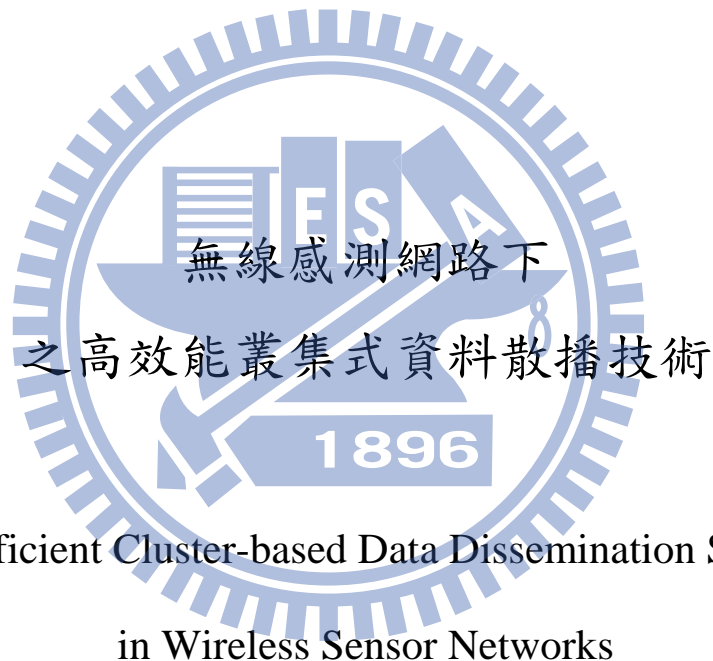 E S A
8
無線感測網路下
之高效能叢集式資料散播技術
1896
ficient Cluster-based Data Dissemination S
in Wireless Sensor Networks